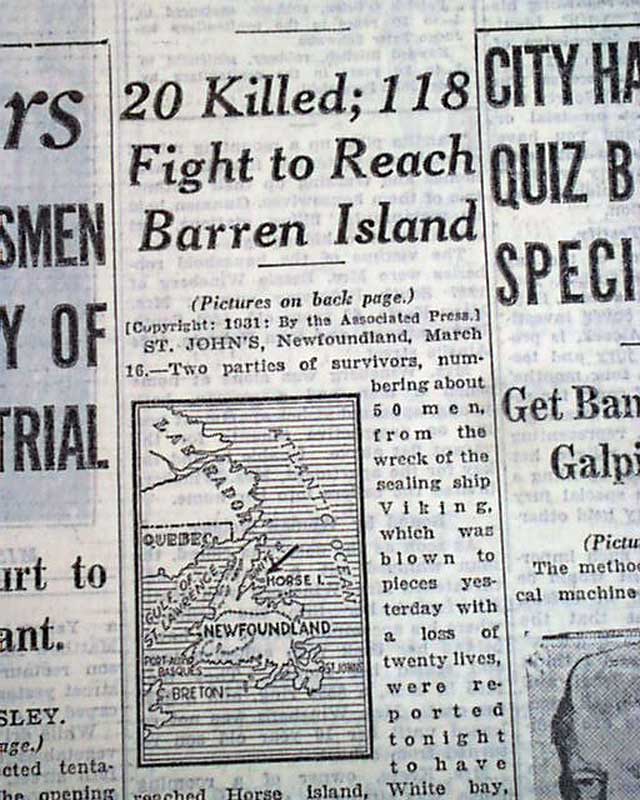 rs
SMEN
Y OF
TRIAL
urt to
ant.
SLEY.
age.)
cted tenta-
he opening
20 Killed; 118
Fight to Reach
Barren Island
(Pictures on back page.)
[Copyright: 1931: By the Associated Press.]
ST. JOHN'S, Newfoundland, March
16.—Two parties of survivors, num-
bering about
50 men,
from the
wreck of the
sealing ship
Viking,
which was
blown to
pieces yes-
terday with
a loss of
twenty lives,
were re-
ported
tonight
to have
reached Horse Island, White bay,
LABRADOR
ATLANTIC OCEAN
QUEBEC
GULF OF
ST. LAWRENCE
HORSE I.
NEWFOUNDLAND
PORT-AUX-
BASQUES
ST. JOHNS
BRETON
CITY HA
QUIZ B
SPECI
Get Ban
Galpi
(Pictu
The metho
cal machine